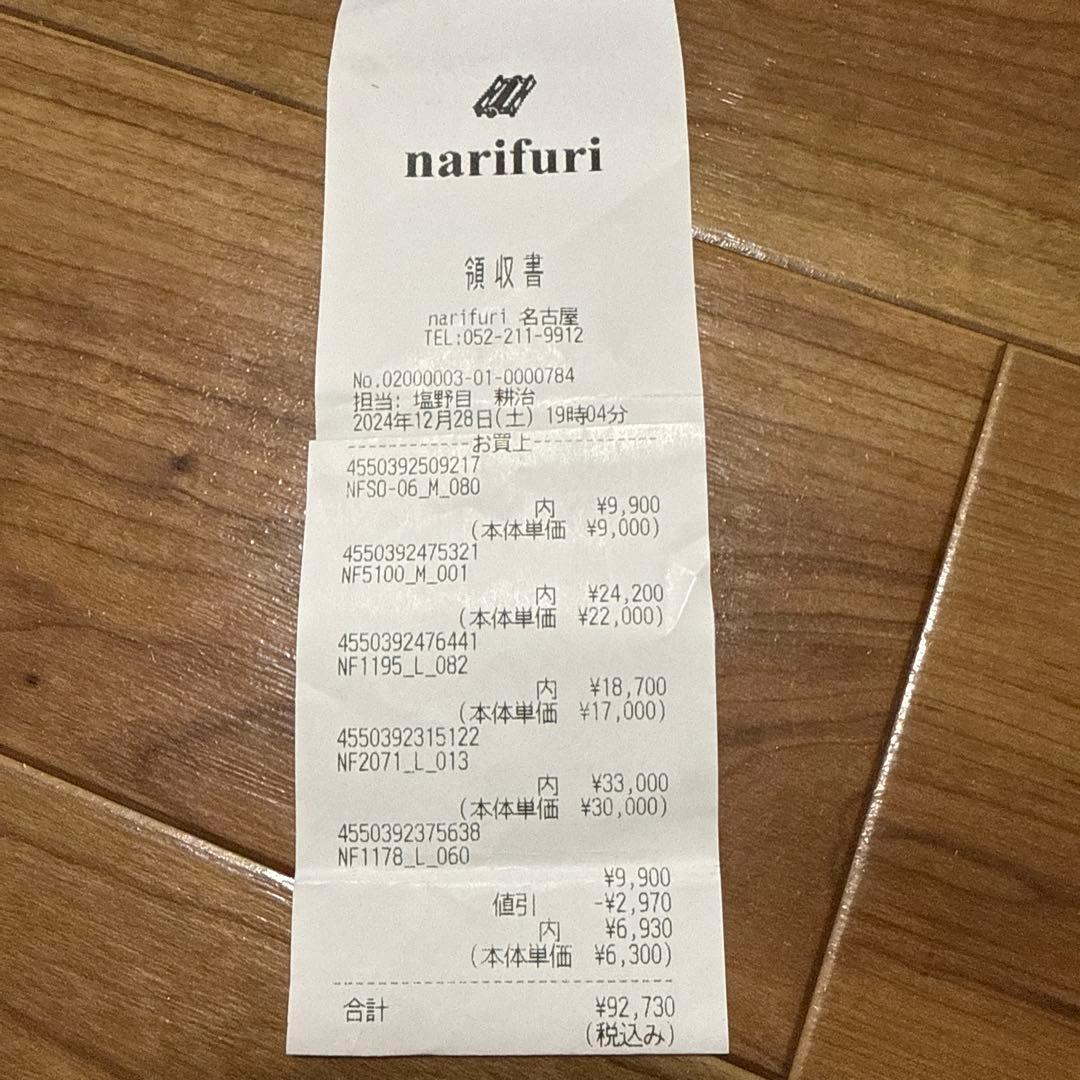 narifuri
領収書
narifuri 名古屋
TEL:052-211-9912
No.02000003-01-0000784
担当: 塩野目 耕治
2024年12月28日(土) 19時04分
------------お買上------------
4550392509217
NFSO-06_M_080
内 ¥9,900
(本体単価 ¥9,000)
4550392475321
NF5100_M_001
内 ¥24,200
(本体単価 ¥22,000)
4550392476441
NF1195_L_082
内 ¥18,700
(本体単価 ¥17,000)
4550392315122
NF2071_L_013
内 ¥33,000
(本体単価 ¥30,000)
4550392375638
NF1178_L_060
¥9,900
値引 -¥2,970
内 ¥6,930
(本体単価 ¥6,300)
合計 ¥92,730
(税込み)